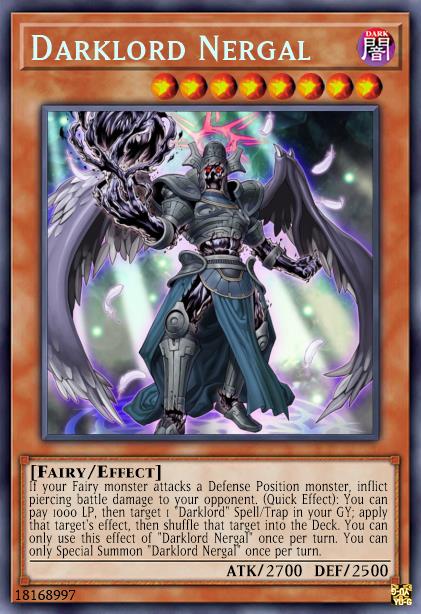 Darklord Nergal
DARK
闇
[Fairy/Effect]
If your Fairy monster attacks a Defense Position monster, inflict
piercing battle damage to your opponent. (Quick Effect): You can
pay 1000 LP, then target 1 "Darklord" Spell/Trap in your GY; apply
that target's effect, then shuffle that target into the Deck. You can
only use this effect of "Darklord Nergal" once per turn. You can
only Special Summon "Darklord Nergal" once per turn.
ATK/2700 DEF/2500
18168997